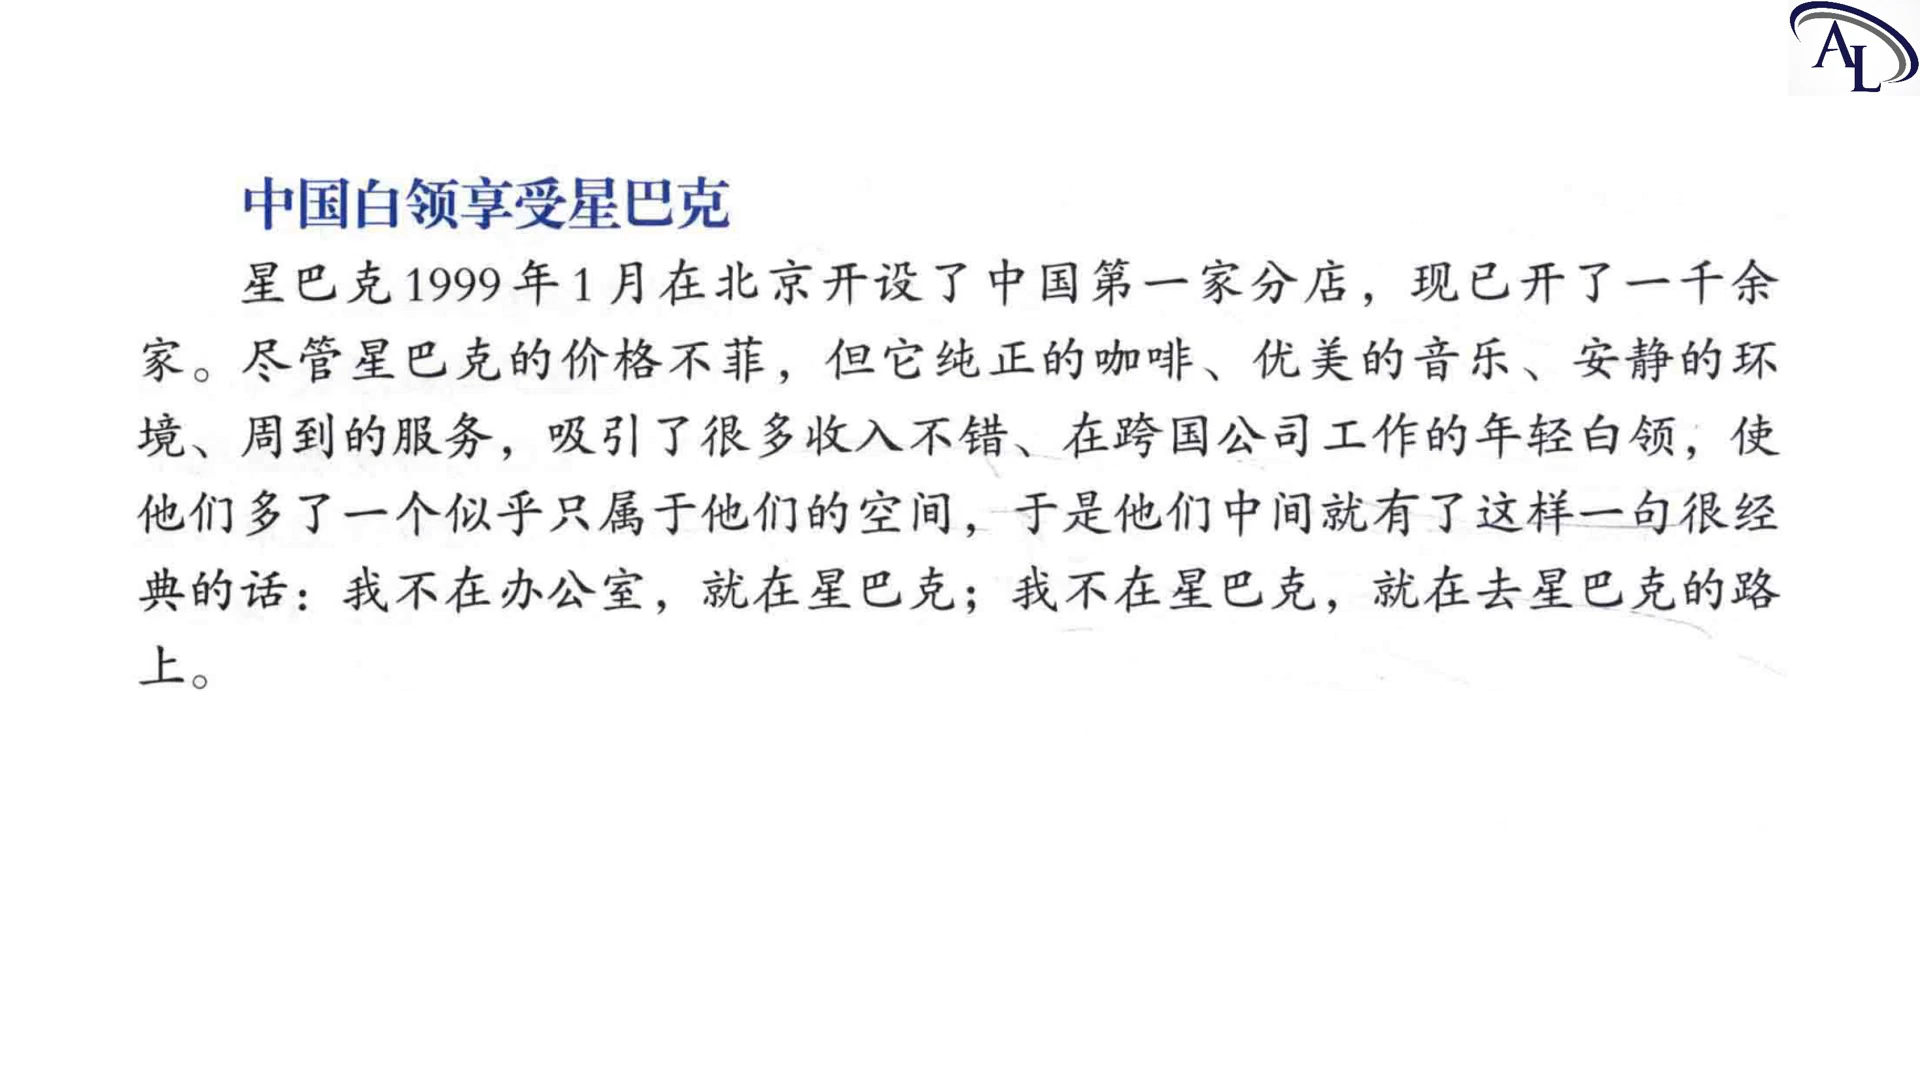 AL
中国白领享受星巴克
星巴克1999年1月在北京开设了中国第一家分店，现已开了一千余
家。尽管星巴克的价格不菲，但它纯正的咖啡、优美的音乐、安静的环
境、周到的服务，吸引了很多收入不错、在跨国公司工作的年轻白领，使
他们多了一个似乎只属于他们的空间，于是他们中间就有了这样一句很经
典的话：我不在办公室，就在星巴克；我不在星巴克，就在去星巴克的路
上。